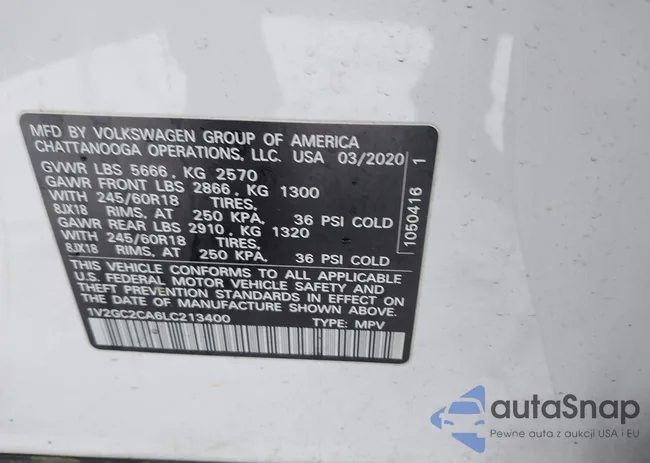 MFD BY VOLKSWAGEN GROUP OF AMERICA
CHATTANOOGA OPERATIONS, LLC. USA 03/2020
GVWR LBS 5666 , KG 2570
GAWR FRONT LBS 2866 , KG 1300
WITH 245/60R18 TIRES.
8JX18 RIMS, AT 250 KPA. 36 PSI COLD
GAWR REAR LBS 2910 , KG 1320
WITH 245/60R18 TIRES.
8JX18 RIMS, AT 250 KPA. 36 PSI COLD
THIS VEHICLE CONFORMS TO ALL APPLICABLE
U.S. FEDERAL MOTOR VEHICLE SAFETY AND
THEFT PREVENTION STANDARDS IN EFFECT ON
THE DATE OF MANUFACTURE SHOWN ABOVE.
1V2GC2CA6LC213400 TYPE: MPV
1050416 1
autaSnap
Pewne auta z aukcji USA i EU